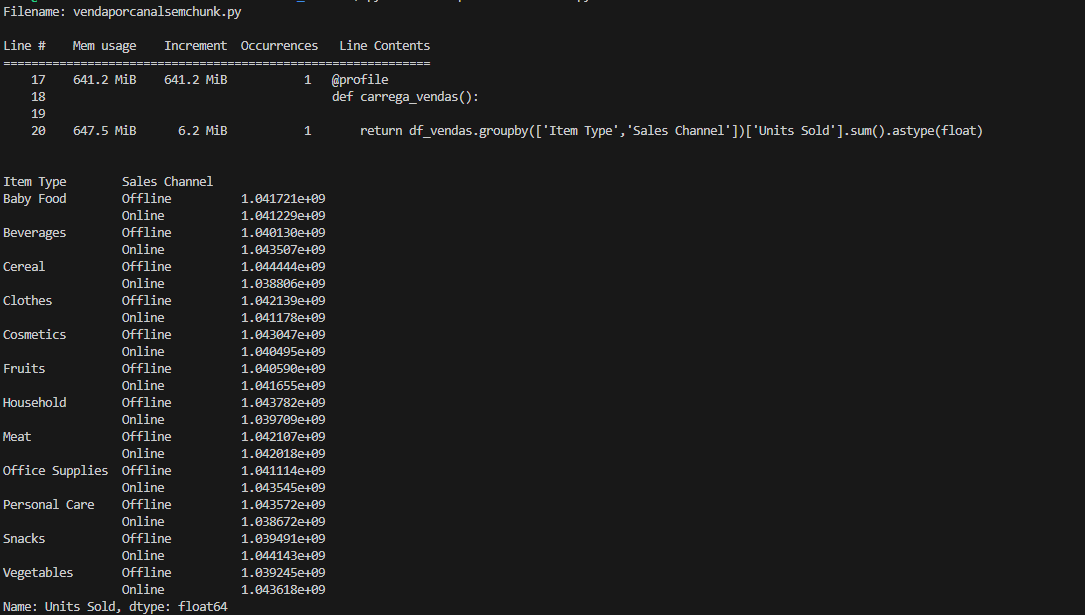 Filename: vendaporcanalsemchunk.py
Line #    Mem usage    Increment  Occurrences   Line Contents
=============================================================
    17    641.2 MiB    641.2 MiB           1   @profile
    18                                         def carrega_vendas():
    19
    20    647.5 MiB      6.2 MiB           1       return df_vendas.groupby(['Item Type','Sales Channel'])['Units Sold'].sum().astype(float)
Item Type        Sales Channel
Baby Food        Offline          1.041721e+09
                 Online           1.041229e+09
Beverages        Offline          1.040130e+09
                 Online           1.043507e+09
Cereal           Offline          1.044444e+09
                 Online           1.038806e+09
Clothes          Offline          1.042139e+09
                 Online           1.041178e+09
Cosmetics        Offline          1.043047e+09
                 Online           1.040495e+09
Fruits           Offline          1.040590e+09
                 Online           1.041655e+09
Household        Offline          1.043782e+09
                 Online           1.039709e+09
Meat             Offline          1.042107e+09
                 Online           1.042018e+09
Office Supplies  Offline          1.041114e+09
                 Online           1.043545e+09
Personal Care    Offline          1.043572e+09
                 Online           1.038672e+09
Snacks           Offline          1.039491e+09
                 Online           1.044143e+09
Vegetables       Offline          1.039245e+09
                 Online           1.043618e+09
Name: Units Sold, dtype: float64